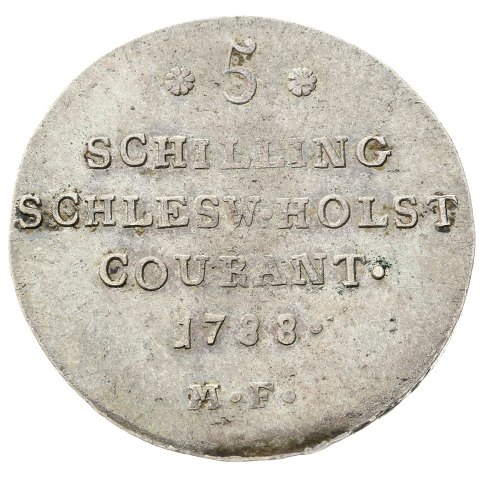 5
SCHILLING
SCHLESW·HOLST
COURANT·
1788·
M·F·